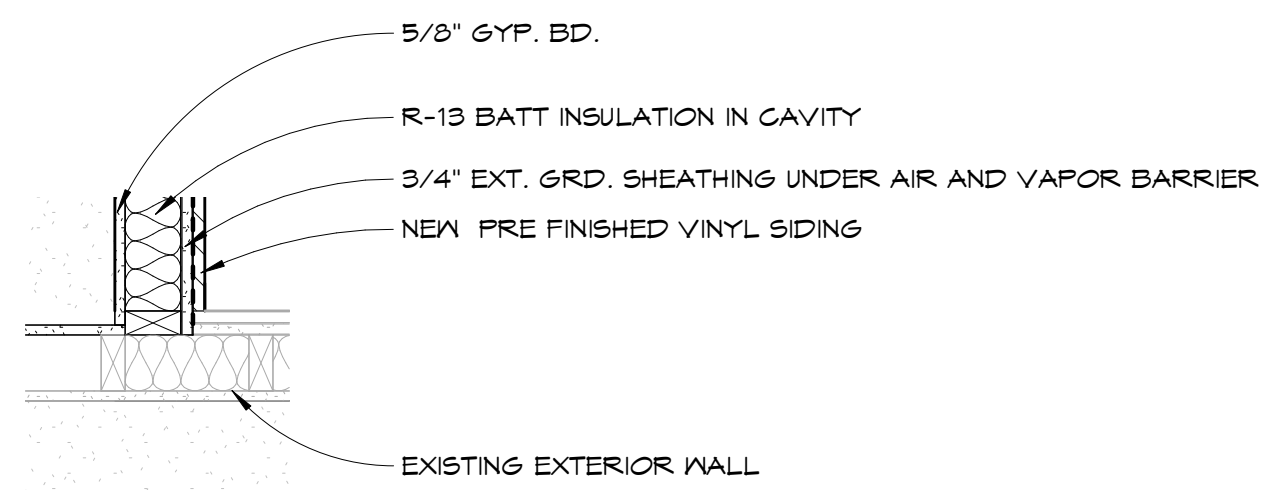 5/8" GYP. BD.
R-13 BATT INSULATION IN CAVITY
3/4" EXT. GRD. SHEATHING UNDER AIR AND VAPOR BARRIER
NEW  PRE FINISHED VINYL SIDING
EXISTING EXTERIOR WALL